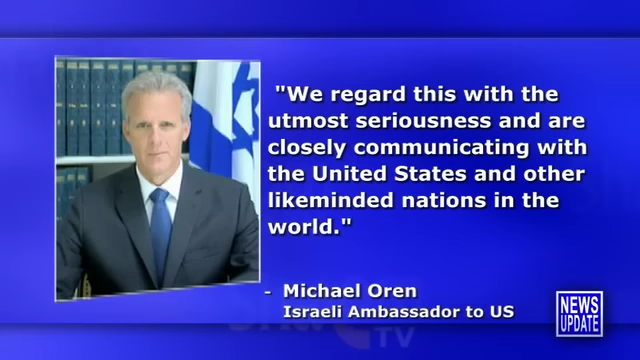 "We regard this with the
utmost seriousness and are
closely communicating with
the United States and other
likeminded nations in the
world."
- Michael Oren
Israeli Ambassador to US
NEWS
UPDATE
TV